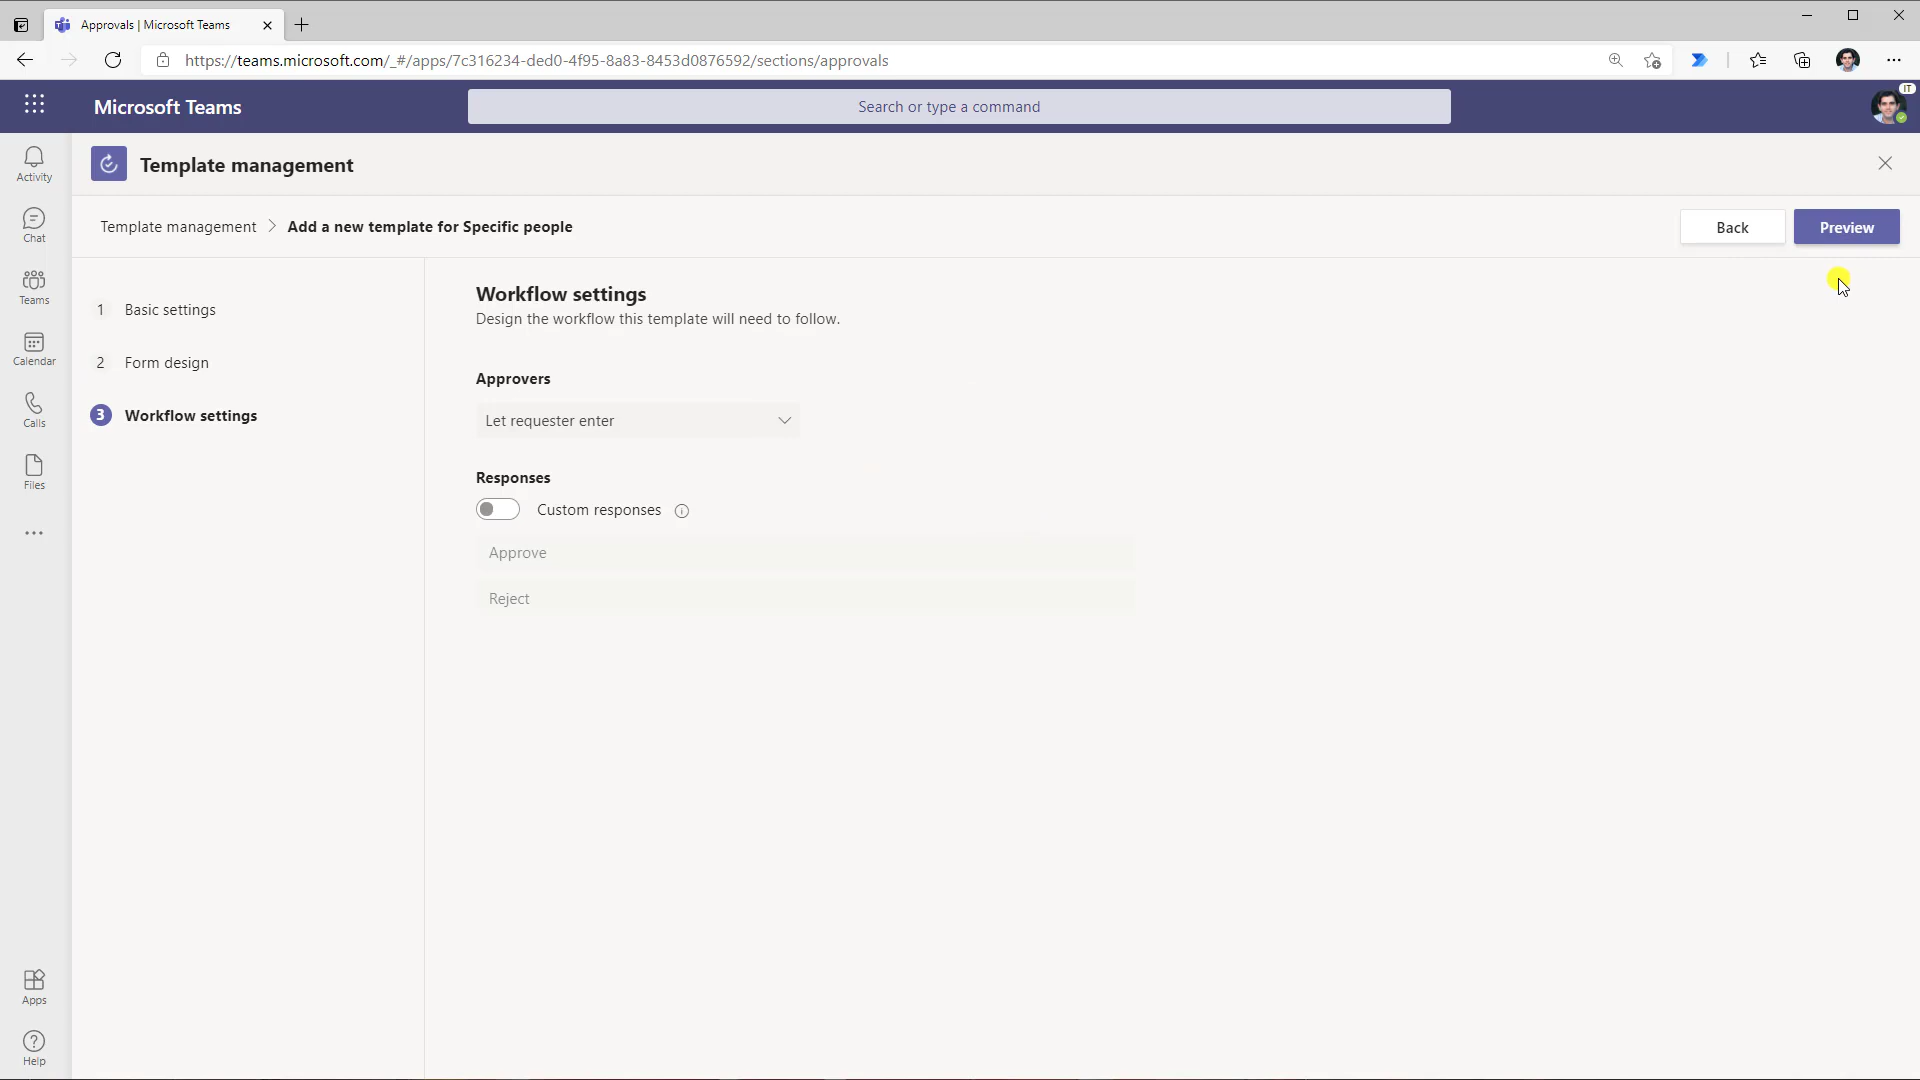 Approvals | Microsoft Teams
https://teams.microsoft.com/_#/apps/7c316234-ded0-4f95-8a83-8453d0876592/sections/approvals
Microsoft Teams
Search or type a command
IT
Activity
Chat
Teams
Calendar
Calls
Files
Apps
Help
Template management
Template management > Add a new template for Specific people
Back
Preview
1 Basic settings
2 Form design
3 Workflow settings
Workflow settings
Design the workflow this template will need to follow.
Approvers
Let requester enter
Responses
Custom responses
Approve
Reject